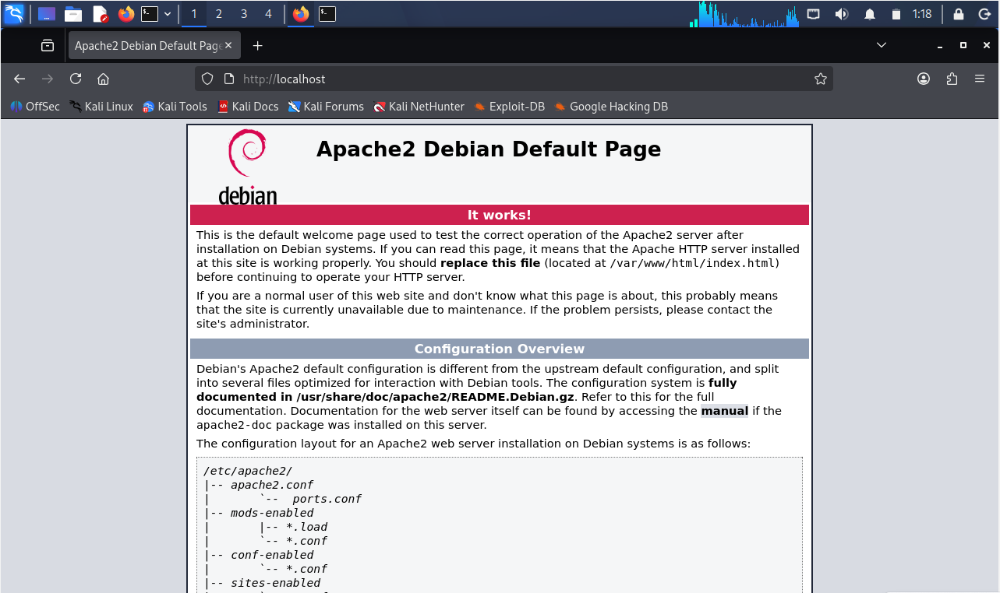 1 2 3 4 1:18
Apache2 Debian Default Page
http://localhost
OffSec Kali Linux Kali Tools Kali Docs Kali Forums Kali NetHunter Exploit-DB Google Hacking DB
debian
Apache2 Debian Default Page
It works!
This is the default welcome page used to test the correct operation of the Apache2 server after
installation on Debian systems. If you can read this page, it means that the Apache HTTP server installed
at this site is working properly. You should replace this file (located at /var/www/html/index.html)
before continuing to operate your HTTP server.
If you are a normal user of this web site and don't know what this page is about, this probably means
that the site is currently unavailable due to maintenance. If the problem persists, please contact the
site's administrator.
Configuration Overview
Debian's Apache2 default configuration is different from the upstream default configuration, and split
into several files optimized for interaction with Debian tools. The configuration system is fully
documented in /usr/share/doc/apache2/README.Debian.gz. Refer to this for the full
documentation. Documentation for the web server itself can be found by accessing the manual if the
apache2-doc package was installed on this server.
The configuration layout for an Apache2 web server installation on Debian systems is as follows:
/etc/apache2/
|-- apache2.conf
|       `--  ports.conf
|-- mods-enabled
|       |-- *.load
|       `-- *.conf
|-- conf-enabled
|       `-- *.conf
|-- sites-enabled